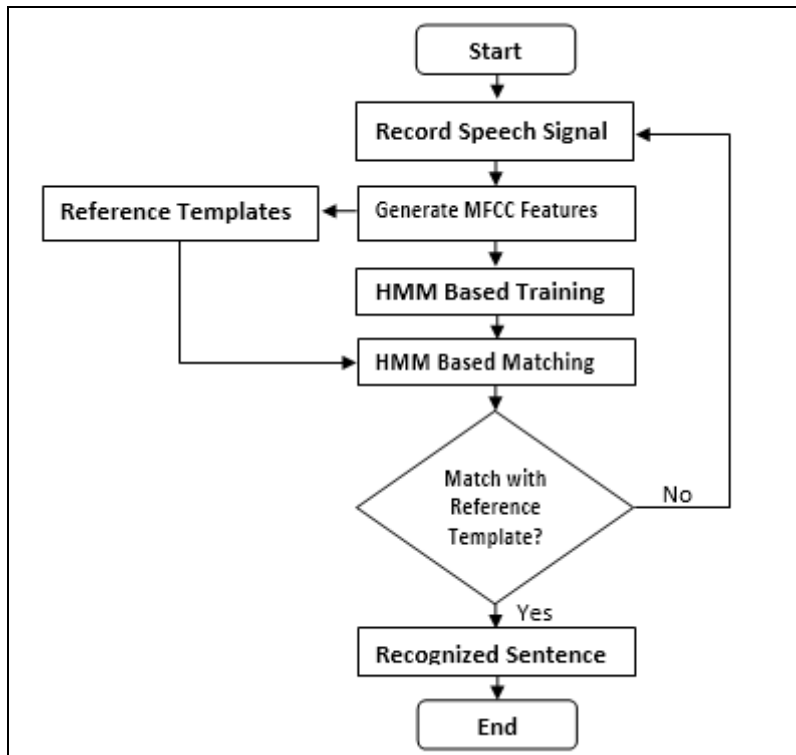 Start
Record Speech Signal
Reference Templates
Generate MFCC Features
HMM Based Training
HMM Based Matching
Match with
Reference
Template?
No
Yes
Recognized Sentence
End